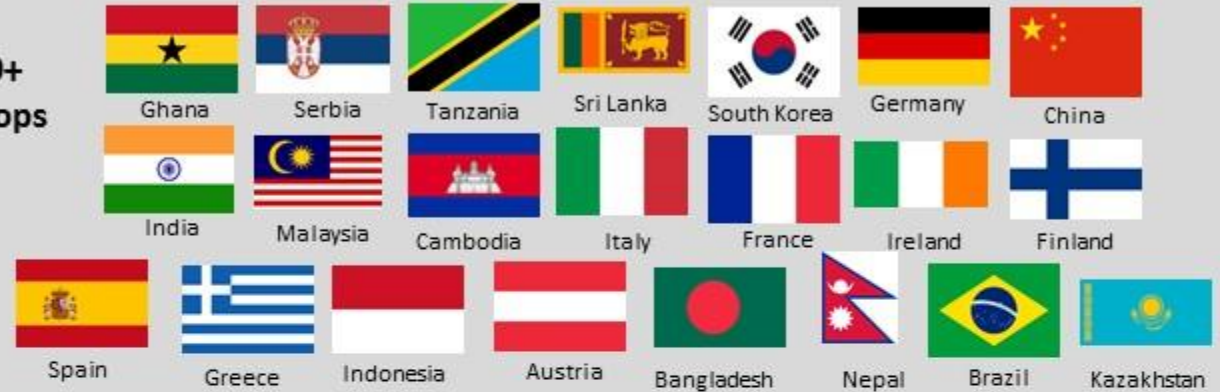 Ghana Serbia Tanzania Sri Lanka South Korea Germany China
India Malaysia Cambodia Italy France Ireland Finland
Spain Greece Indonesia Austria Bangladesh Nepal Brazil Kazakhstan